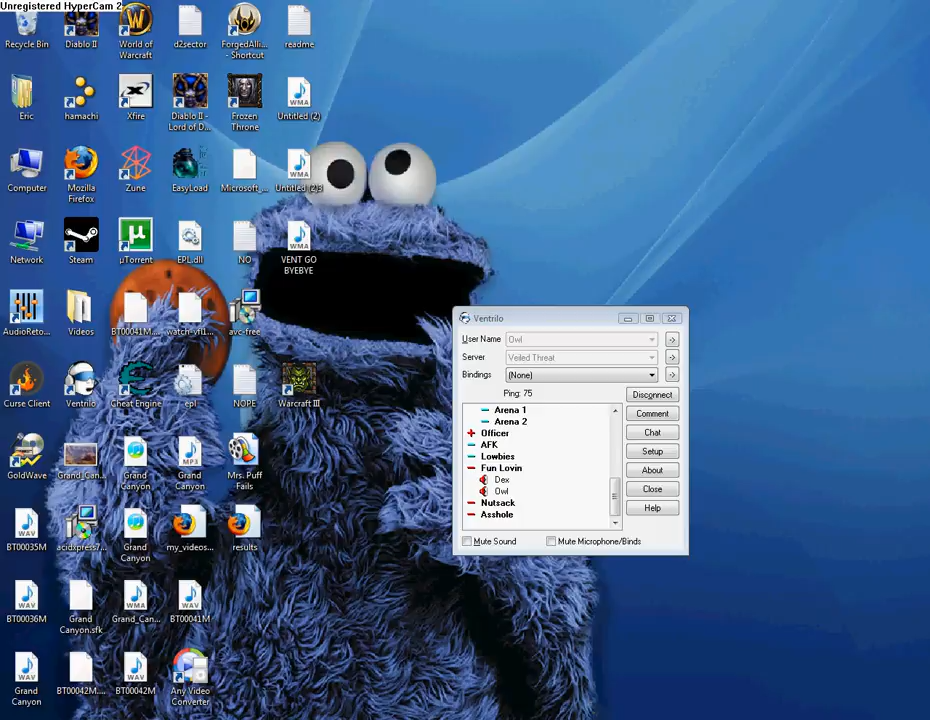 Unregistered HyperCam 2
Recycle Bin
Diablo II
World of
Warcraft
d2sector
ForgedAlli...
- Shortcut
readme
Eric
hamachi
Xfire
Diablo II -
Lord of D...
Frozen
Throne
Untitled (2)
Computer
Mozilla
Firefox
Zune
EasyLoad
Microsoft_...
Untitled (2)3
Network
Steam
µTorrent
EPL.dll
NO
VENT GO
BYEBYE
AudioReto...
Videos
BT00041M...
watch-vfl1...
avc-free
Curse Client
Ventrilo
Cheat Engine
epl
NOPE
Warcraft III
GoldWave
Grand_Can...
Grand
Canyon
Grand
Canyon
Mrs. Puff
Fails
BT00035M
acidxpress7...
Grand
Canyon
my_videos...
results
BT00036M
Grand
Canyon.sfk
Grand_Can...
BT00041M
Grand
Canyon
BT00042M....
BT00042M
Any Video
Converter
Ventrilo
User Name
Owl
Server
Veiled Threat
Bindings
(None)
Ping: 75
Disconnect
Comment
Chat
Setup
About
Close
Help
Arena 1
Arena 2
Officer
AFK
Lowbies
Fun Lovin
Dex
Owl
Nutsack
Asshole
Mute Sound
Mute Microphone/Binds